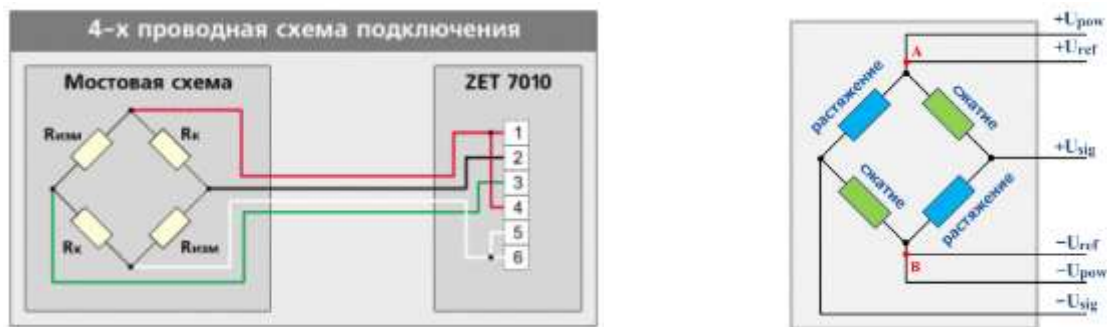 4-х проводная схема подключения
Мостовая схема
ZET 7010
Rизм
Rк
Rк
Rизм
1
2
3
4
5
6
+Upow
+Uref
A
растяжение
сжатие
+Usig
сжатие
растяжение
B
−Uref
−Upow
−Usig